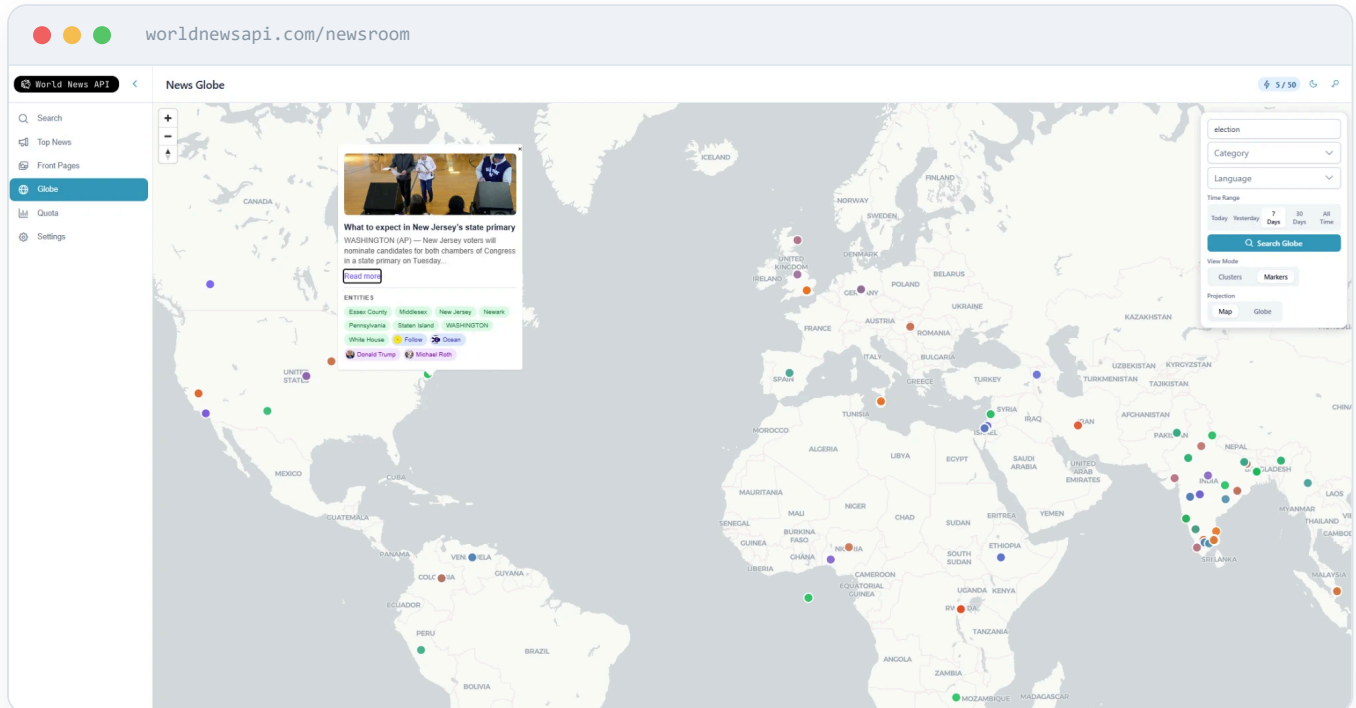 worldnewsapi.com/newsroom
World News API
News Globe
5 / 50
Search
Top News
Front Pages
Globe
Quota
Settings
+
−
What to expect in New Jersey's state primary
WASHINGTON (AP) — New Jersey voters will
nominate candidates for both chambers of Congress
in a state primary on Tuesday...
Read more
ENTITIES
Essex County Middlesex New Jersey Newark
Pennsylvania Staten Island WASHINGTON
White House Follow Ocean
Donald Trump Michael Roth
election
Category
Language
Time Range
Today Yesterday 7 Days 30 Days All Time
Search Globe
View Mode
Clusters Markers
Projection
Map Globe
ICELAND
FINLAND
NORWAY
SWEDEN
CANADA
UNITED KINGDOM
DENMARK
IRELAND
BELARUS
POLAND
UKRAINE
KAZAKHSTAN
FRANCE
AUSTRIA
ROMANIA
ITALY
BULGARIA
UZBEKISTAN
KYRGYZSTAN
UNITED
SPAIN
GREECE
TURKEY
TURKMENISTAN
TAJIKISTAN
TUNISIA
SYRIA
IRAQ
AFGHANISTAN
MOROCCO
ALGERIA
LIBYA
EGYPT
SAUDI ARABIA
UNITED ARAB EMIRATES
NEPAL
INDIA
MEXICO
CUBA
MAURITANIA
LAOS
MALI
NIGER
MYANMAR
GUATEMALA
SENEGAL
CHAD
SUDAN
ERITREA
YEMEN
THAILAND
BURKINA FASO
GUINEA
PANAMA
GHANA
ETHIOPIA
SOUTH SUDAN
SRI LANKA
LIBERIA
GUYANA
CAMEROON
MALAYSIA
EQUATORIAL GUINEA
UGANDA
KENYA
ECUADOR
PERU
TANZANIA
BRAZIL
ANGOLA
ZAMBIA
BOLIVIA
MOZAMBIQUE
MADAGASCAR